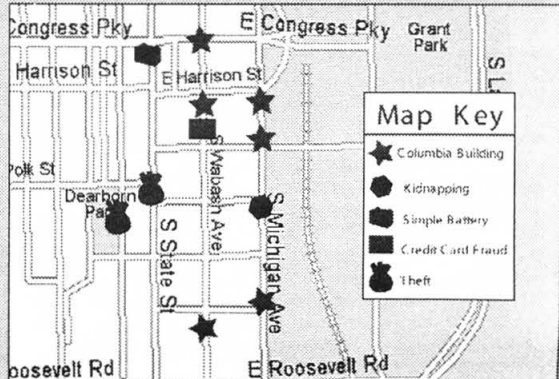 Congress Pky
E Congress Pky
Grant
Park
Harrison St
E Harrison St
S
Map Key
Columbia Building
Kidnapping
Simple Battery
Credit Card Fraud
Theft
Polk St
Dearborn
Park
S State St
S Wabash Ave
S Michigan Ave
oosevelt Rd
E Roosevelt Rd